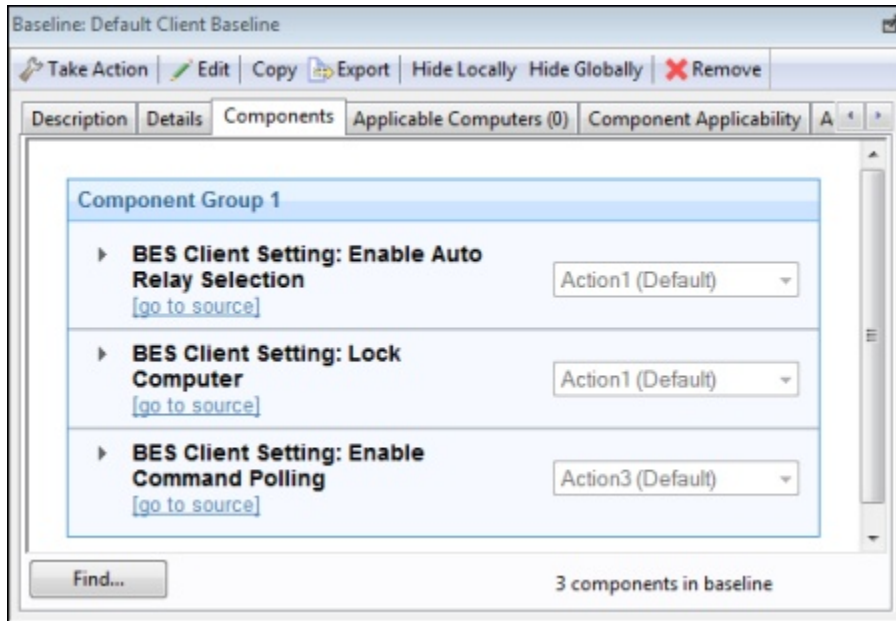 Baseline: Default Client Baseline
Take Action Edit Copy Export Hide Locally Hide Globally Remove
Description Details Components Applicable Computers (0) Component Applicability A
Component Group 1
BES Client Setting: Enable Auto
Relay Selection
Action1 (Default)
[go to source]
BES Client Setting: Lock
Computer
Action1 (Default)
[go to source]
BES Client Setting: Enable
Command Polling
Action3 (Default)
[go to source]
Find...
3 components in baseline